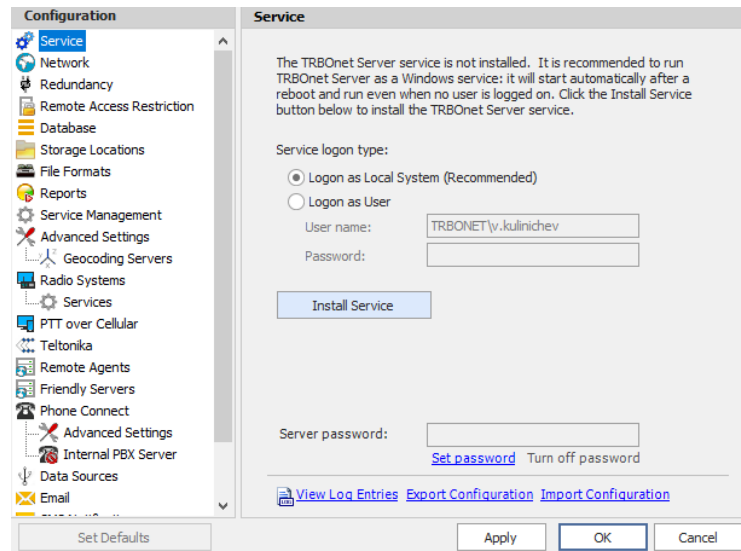 Configuration
Service
Network
Redundancy
Remote Access Restriction
Database
Storage Locations
File Formats
Reports
Service Management
Advanced Settings
Geocoding Servers
Radio Systems
Services
PTT over Cellular
Teltonika
Remote Agents
Friendly Servers
Phone Connect
Advanced Settings
Internal PBX Server
Data Sources
Email
Set Defaults
Service
The TRBOnet Server service is not installed. It is recommended to run
TRBOnet Server as a Windows service: it will start automatically after a
reboot and run even when no user is logged on. Click the Install Service
button below to install the TRBOnet Server service.
Service logon type:
Logon as Local System (Recommended)
Logon as User
User name: TRBONET\v.kulinichev
Password:
Install Service
Server password:
Set password Turn off password
View Log Entries Export Configuration Import Configuration
Apply OK Cancel